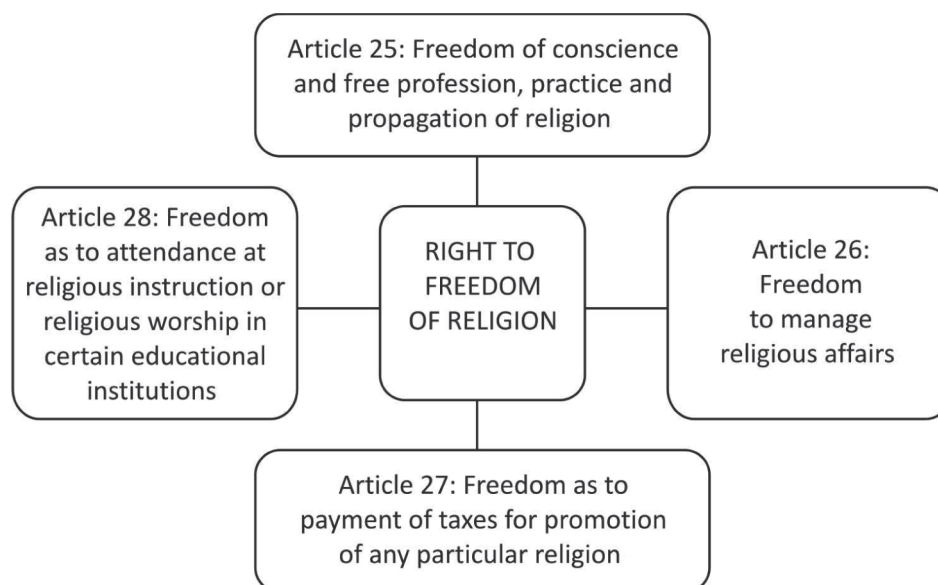 Article 25: Freedom of conscience
and free profession, practice and
propagation of religion
Article 28: Freedom
as to attendance at
religious instruction or
religious worship in
certain educational
institutions
RIGHT TO
FREEDOM
OF RELIGION
Article 26:
Freedom
to manage
religious affairs
Article 27: Freedom as to
payment of taxes for promotion
of any particular religion